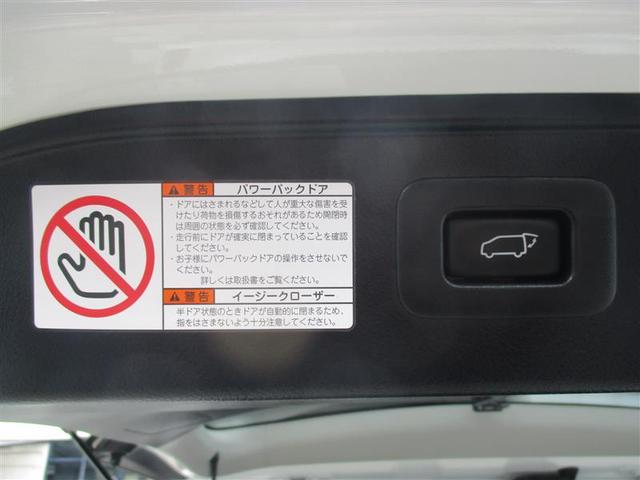 警告 パワーバックドア
・ドアにはさまれるなどして人が重大な傷害を受
けたり荷物を損傷するおそれがあるため開閉時
は周囲の状態を必ず確認してください。
・走行前にドアが確実に閉まっていることを確認
してください。
・お子様にパワーバックドアの操作をさせないで
ください。
詳しくは取扱書をご覧ください。
警告 イージークローザー
半ドア状態のときドアが自動的に閉まるため、
指をはさまないよう十分注意してください。